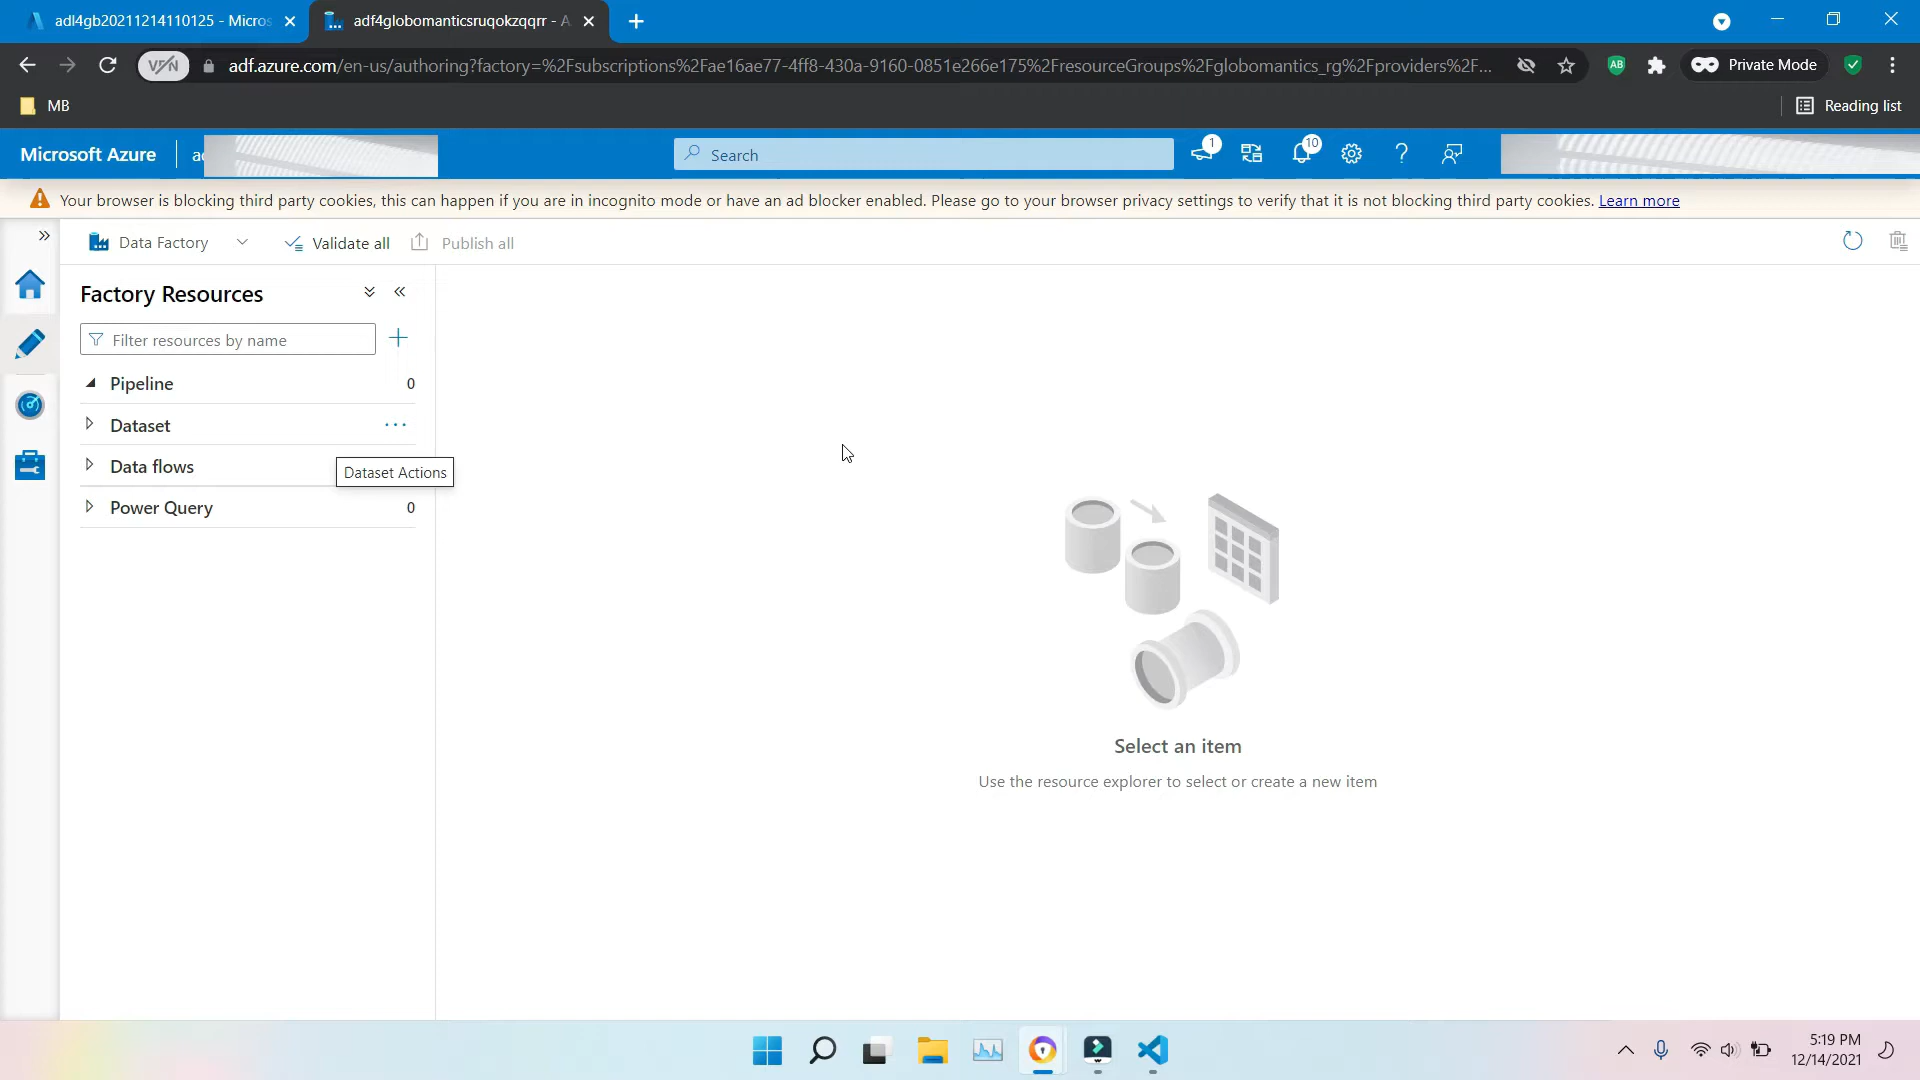 adl4gb20211214110125 - Micros
adf4globomanticsruqokzqqrr - A
VPN
adf.azure.com/en-us/authoring?factory=%2Fsubscriptions%2Fae16ae77-4ff8-430a-9160-0851e266e175%2FresourceGroups%2Fglobomantics_rg%2Fproviders%2F...
AB
Private Mode
MB
Reading list
Microsoft Azure
Search
1
10
Your browser is blocking third party cookies, this can happen if you are in incognito mode or have an ad blocker enabled. Please go to your browser privacy settings to verify that it is not blocking third party cookies. Learn more
Data Factory
Validate all
Publish all
Factory Resources
Filter resources by name
Pipeline 0
Dataset
Data flows
Dataset Actions
Power Query 0
Select an item
Use the resource explorer to select or create a new item
5:19 PM
12/14/2021